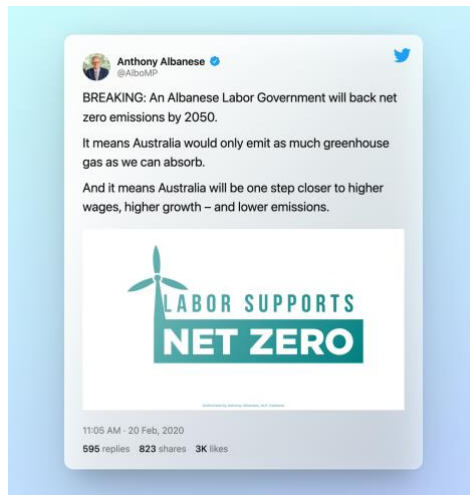 Anthony Albanese
@AlboMP
BREAKING: An Albanese Labor Government will back net
zero emissions by 2050.
It means Australia would only emit as much greenhouse
gas as we can absorb.
And it means Australia will be one step closer to higher
wages, higher growth – and lower emissions.
LABOR SUPPORTS
NET ZERO
11:05 AM · 20 Feb, 2020
595 replies 823 shares 3K likes